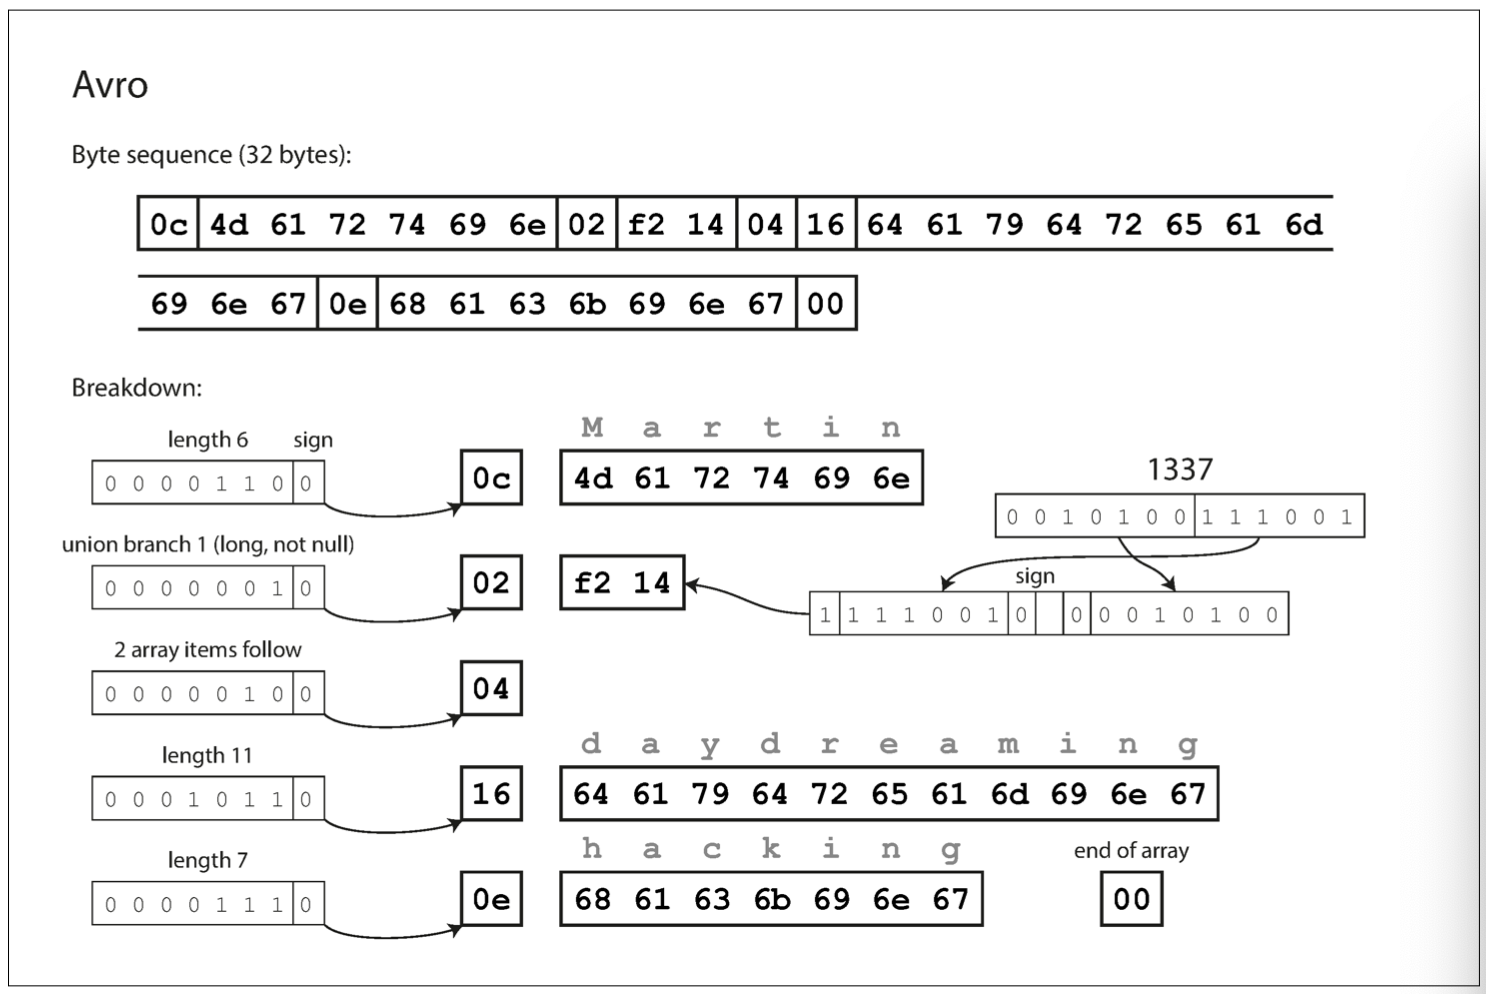 Avro
Byte sequence (32 bytes):
0c 4d 61 72 74 69 6e 02 f2 14 04 16 64 61 79 64 72 65 61 6d
69 6e 67 0e 68 61 63 6b 69 6e 67 00
Breakdown:
length 6 sign
M a r t i n
0 0 0 0 1 1 0 0
0c
4d 61 72 74 69 6e
1337
0 0 1 0 1 0 0 1 1 1 0 0 1
union branch 1 (long, not null)
0 0 0 0 0 0 1 0
02
f2 14
sign
1 1 1 1 0 0 1 0 0 0 0 1 0 1 0 0
2 array items follow
0 0 0 0 0 1 0 0
04
length 11
d a y d r e a m i n g
0 0 0 1 0 1 1 0
16
64 61 79 64 72 65 61 6d 69 6e 67
length 7
h a c k i n g
end of array
0 0 0 0 1 1 1 0
0e
68 61 63 6b 69 6e 67
00